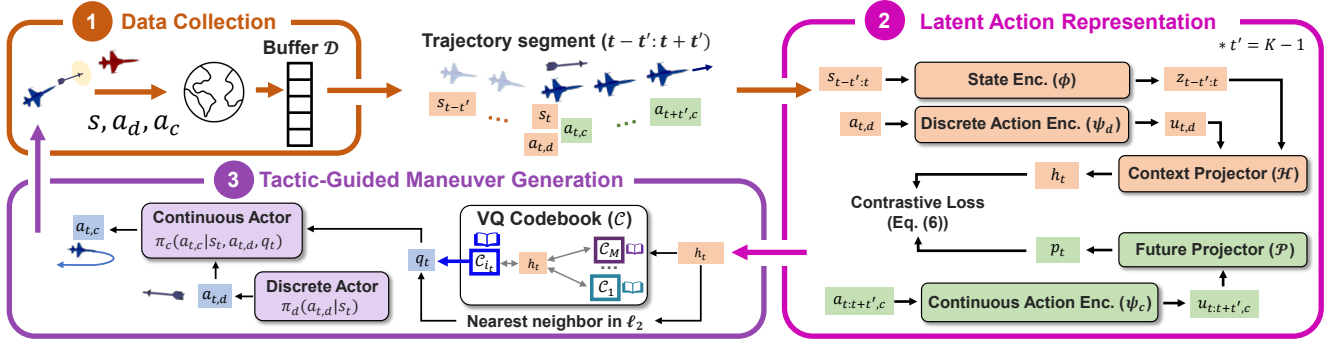 1 Data Collection
Buffer 𝒟
s, a_d, a_c
Trajectory segment (t − t′: t + t′)
s_{t−t′}
s_t
a_{t,d}
a_{t,c}
a_{t+t′,c}
2 Latent Action Representation
* t′ = K − 1
s_{t−t′:t}
State Enc. (ϕ)
z_{t−t′:t}
a_{t,d}
Discrete Action Enc. (ψ_d)
u_{t,d}
h_t
Context Projector (ℋ)
Contrastive Loss
(Eq. (6))
p_t
Future Projector (𝒫)
a_{t:t+t′,c}
Continuous Action Enc. (ψ_c)
u_{t:t+t′,c}
3 Tactic-Guided Maneuver Generation
a_{t,c}
Continuous Actor
π_c(a_{t,c}|s_t, a_{t,d}, q_t)
a_{t,d}
Discrete Actor
π_d(a_{t,d}|s_t)
q_t
VQ Codebook (𝒞)
𝒞_{i_t}
h_t
𝒞_M
...
𝒞_1
h_t
Nearest neighbor in ℓ_2